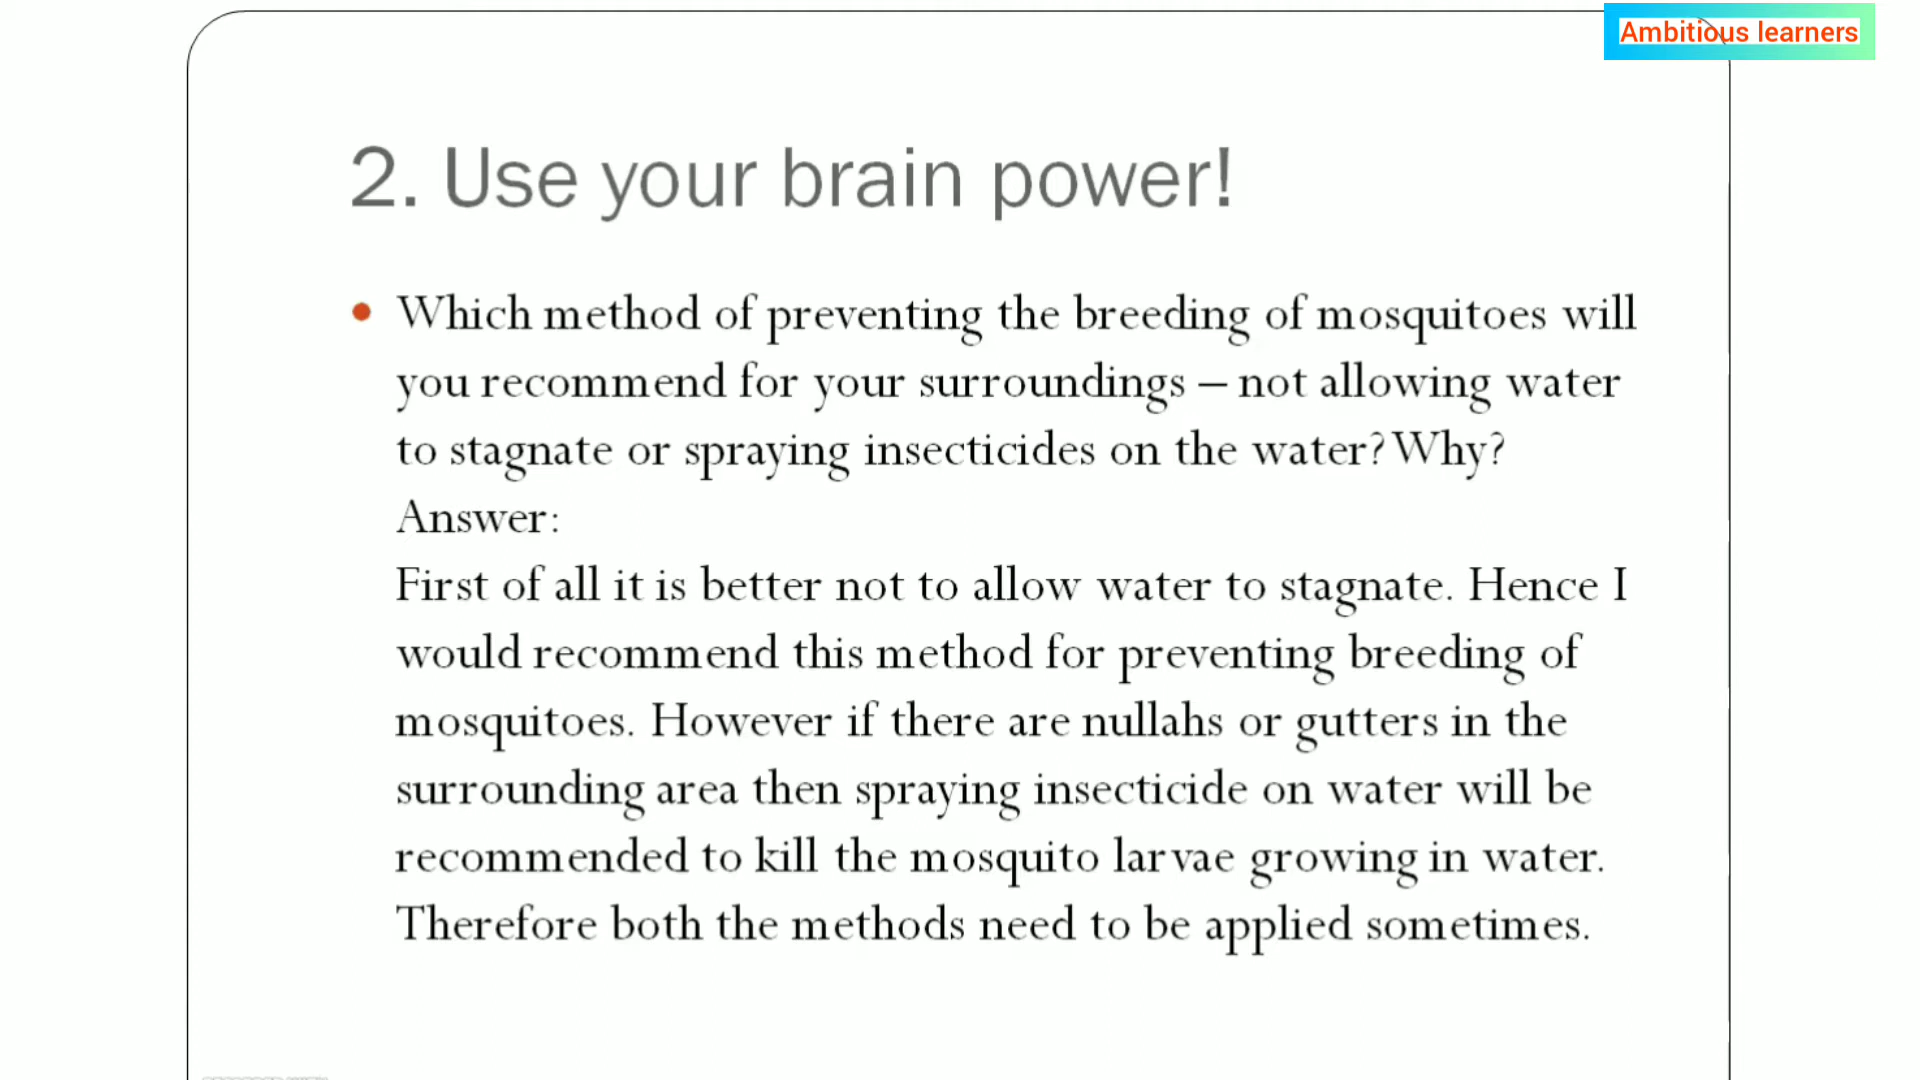 Ambitious learners
2. Use your brain power!
• Which method of preventing the breeding of mosquitoes will
you recommend for your surroundings – not allowing water
to stagnate or spraying insecticides on the water? Why?
Answer:
First of all it is better not to allow water to stagnate. Hence I
would recommend this method for preventing breeding of
mosquitoes. However if there are nullahs or gutters in the
surrounding area then spraying insecticide on water will be
recommended to kill the mosquito larvae growing in water.
Therefore both the methods need to be applied sometimes.